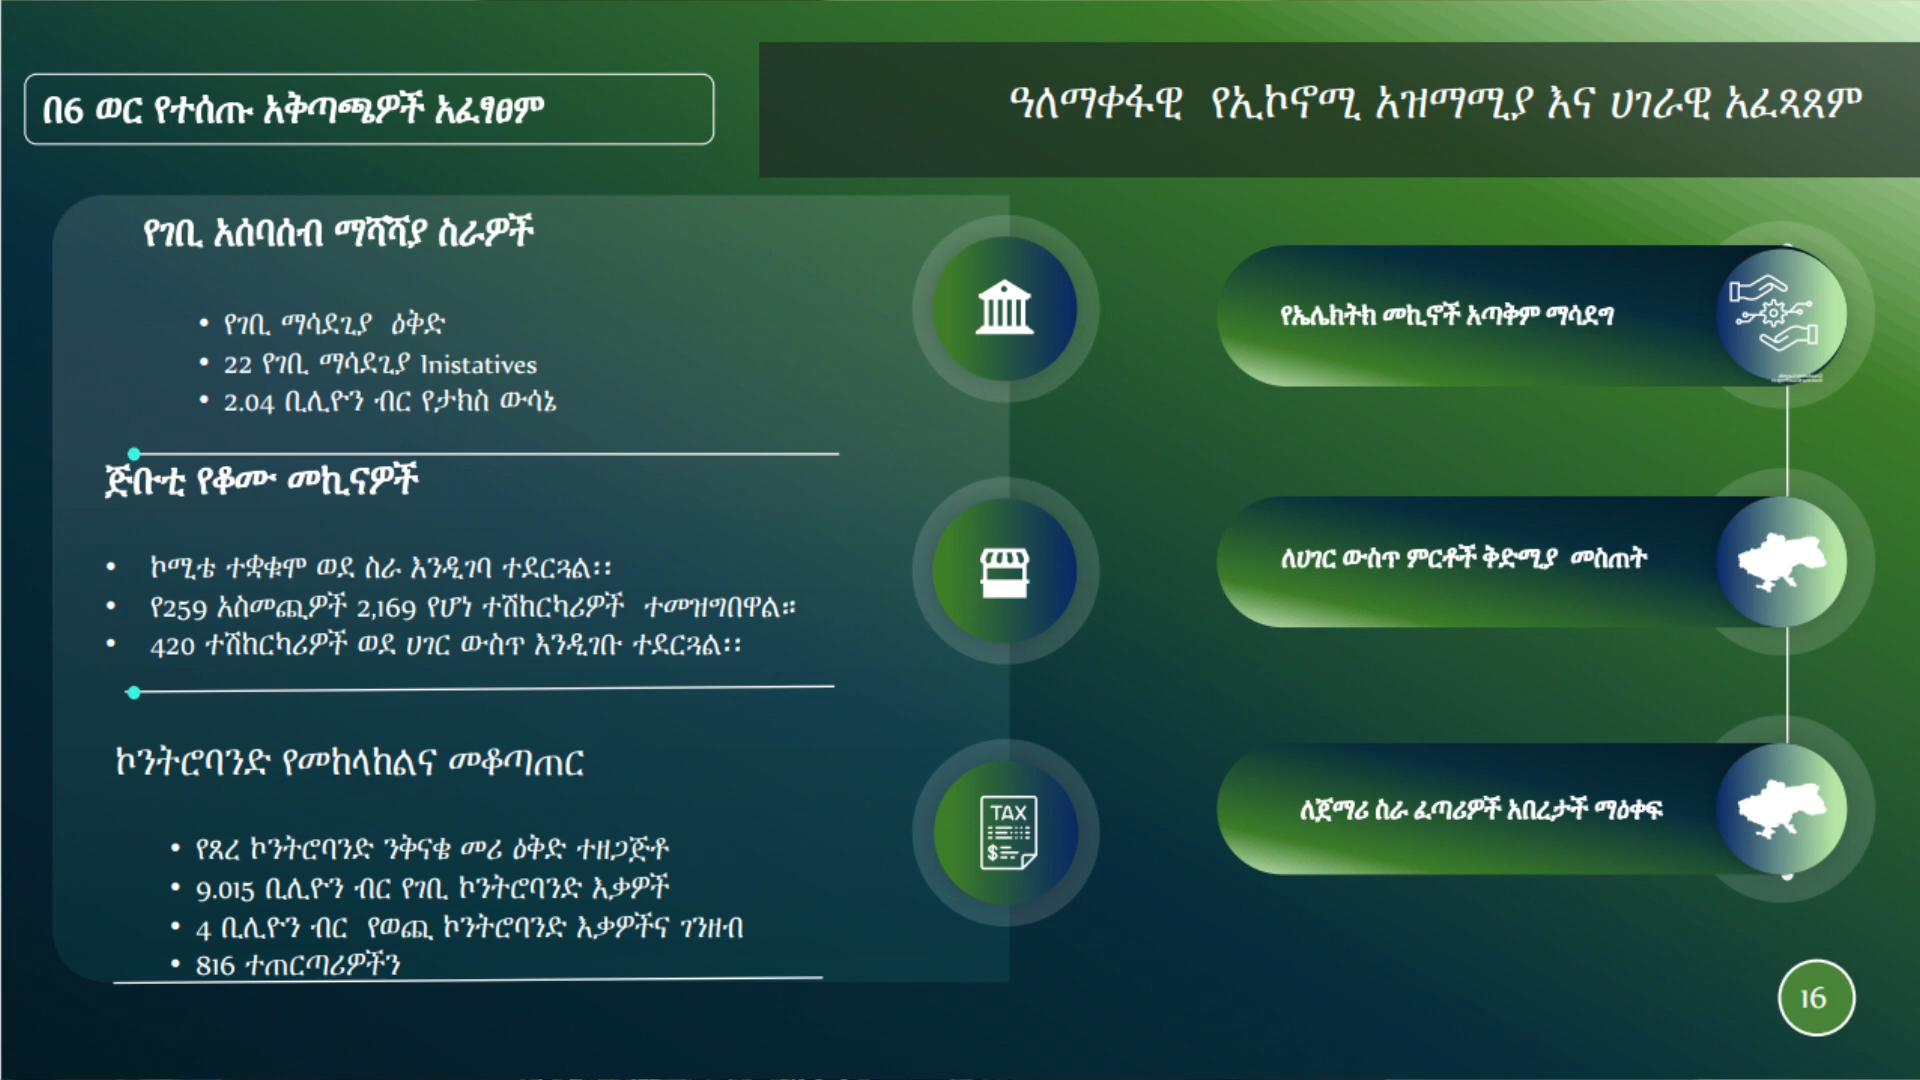 በ6 ወር የተሰጡ አቅጣጫዎች አፈፃፀም
ዓለማቀፋዊ የኢኮኖሚ አዝማሚያ እና ሀገራዊ አፈጻጸም
የገቢ አሰባሰብ ማሻሻያ ስራዎች
• የገቢ ማሳደጊያ ዕቅድ
• 22 የገቢ ማሳደጊያ Inistatives
• 2.04 ቢሊዮን ብር የታክስ ውሳኔ
ጅቡቲ የቆሙ መኪናዎች
• ኮሚቴ ተቋቁሞ ወደ ስራ እንዲገባ ተደርጓል፡፡
• የ259 አስመጪዎች 2,169 የሆነ ተሽከርካሪዎች ተመዝግበዋል።
• 420 ተሽከርካሪዎች ወደ ሀገር ውስጥ እንዲገቡ ተደርጓል፡፡
ኮንትሮባንድ የመከላከልና መቆጣጠር
• የጸረ ኮንትሮባንድ ንቅናቄ መሪ ዕቅድ ተዘጋጅቶ
• 9.015 ቢሊዮን ብር የገቢ ኮንትሮባንድ እቃዎች
• 4 ቢሊዮን ብር የወጪ ኮንትሮባንድ እቃዎችና ገንዘብ
• 816 ተጠርጣሪዎችን
TAX
$
የኤሌክትክ መኪኖች አጣቅም ማሳደግ
ለሀገር ውስጥ ምርቶች ቅድሚያ መስጠት
ለጀማሪ ስራ ፈጣሪዎች አበረታች ማዕቀፍ
16